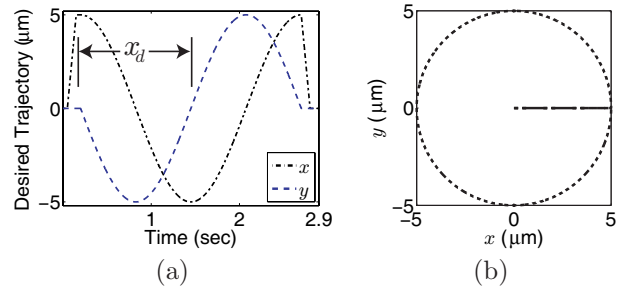 Desired Trajectory (μm)
5
0
−5
x_d
x
y
1
2
2.9
Time (sec)
(a)
y (μm)
5
0
−5
−5
0
5
x (μm)
(b)